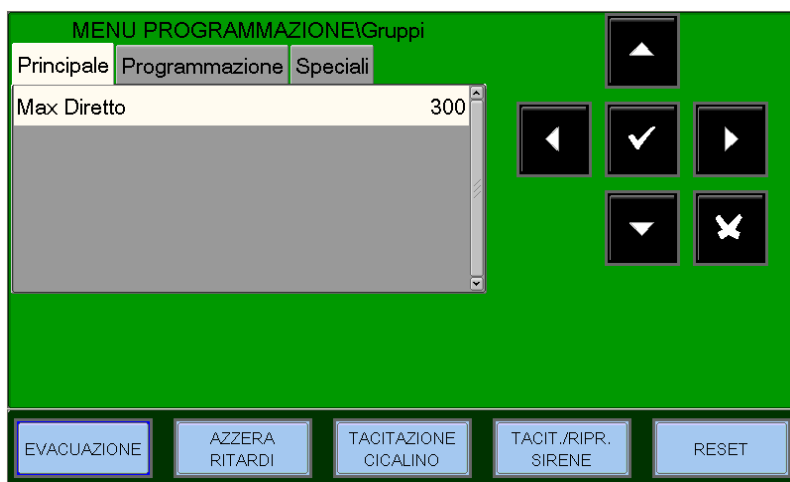 MENU PROGRAMMAZIONE\Gruppi
Principale Programmazione Speciali
Max Diretto 300
EVACUAZIONE
AZZERA
RITARDI
TACITAZIONE
CICALINO
TACIT./RIPR.
SIRENE
RESET